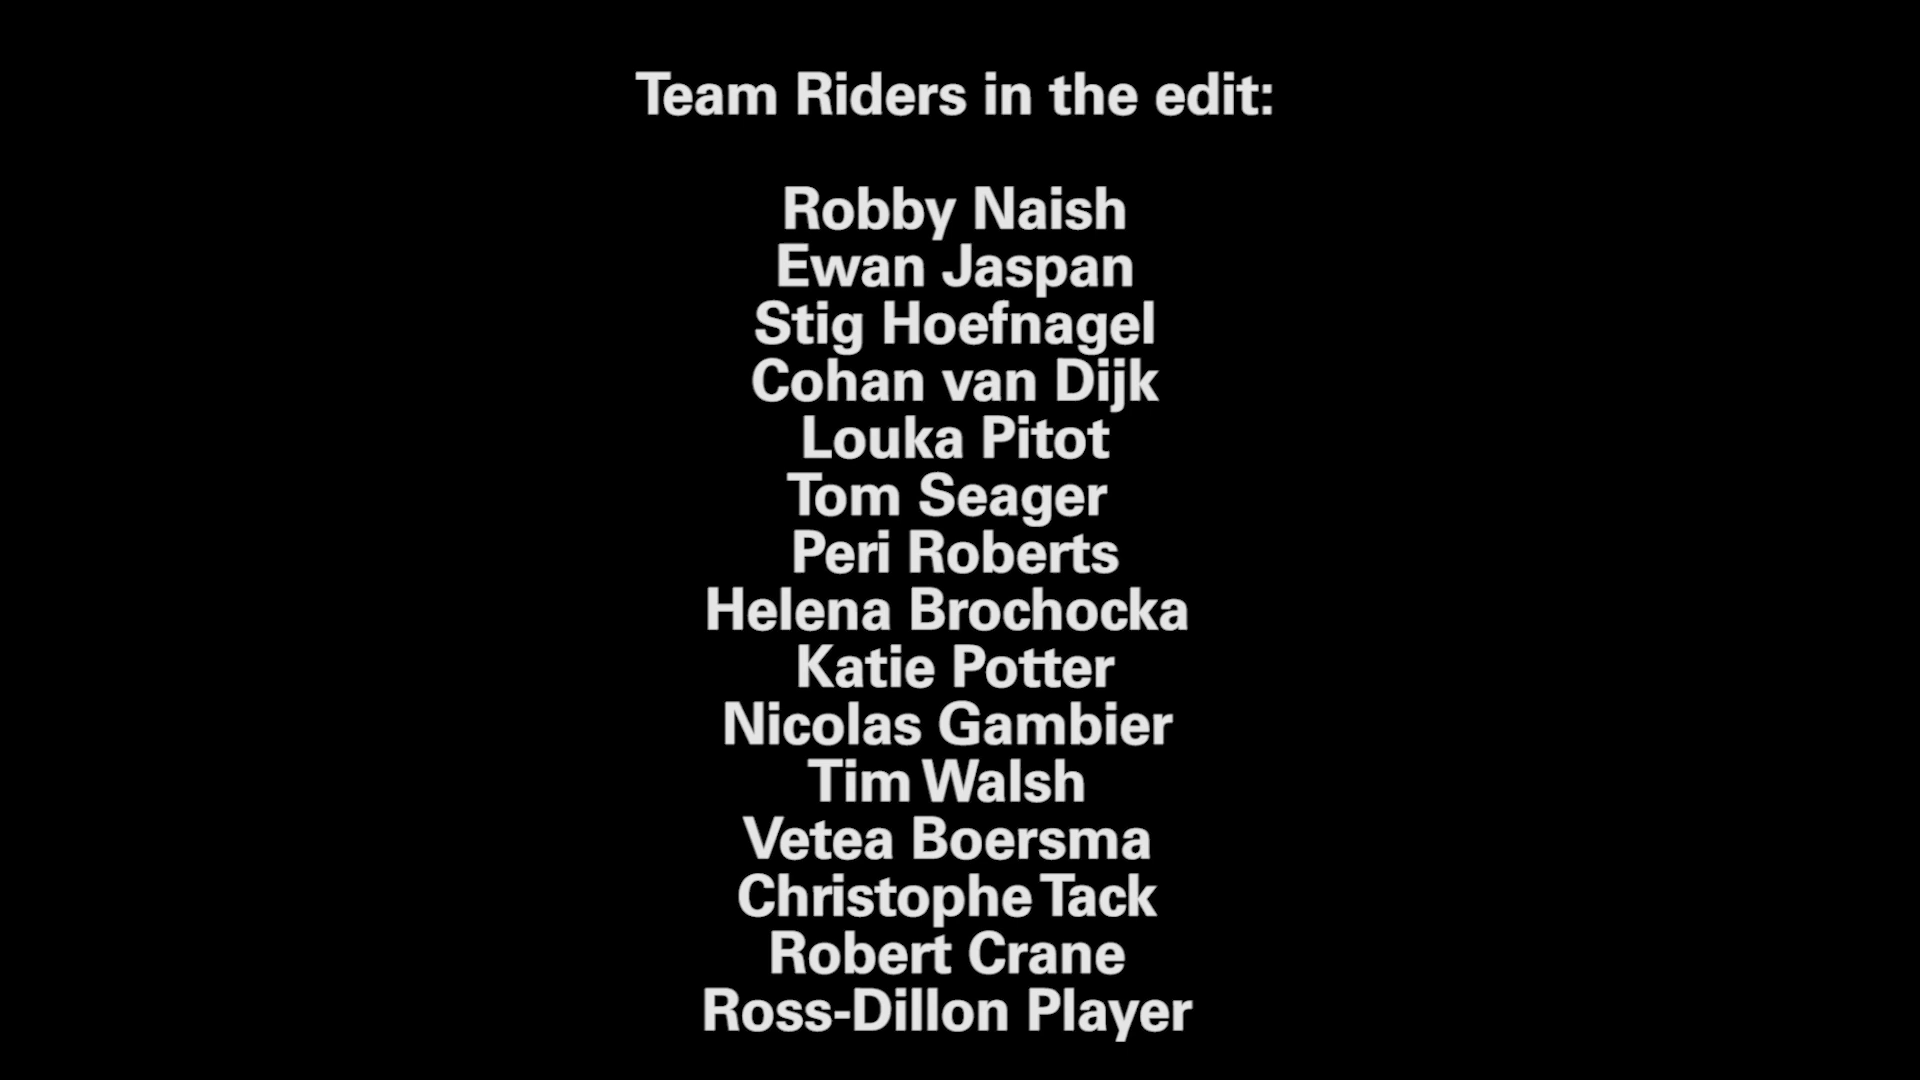 Team Riders in the edit:
Robby Naish
Ewan Jaspan
Stig Hoefnagel
Cohan van Dijk
Louka Pitot
Tom Seager
Peri Roberts
Helena Brochocka
Katie Potter
Nicolas Gambier
Tim Walsh
Vetea Boersma
Christophe Tack
Robert Crane
Ross-Dillon Player